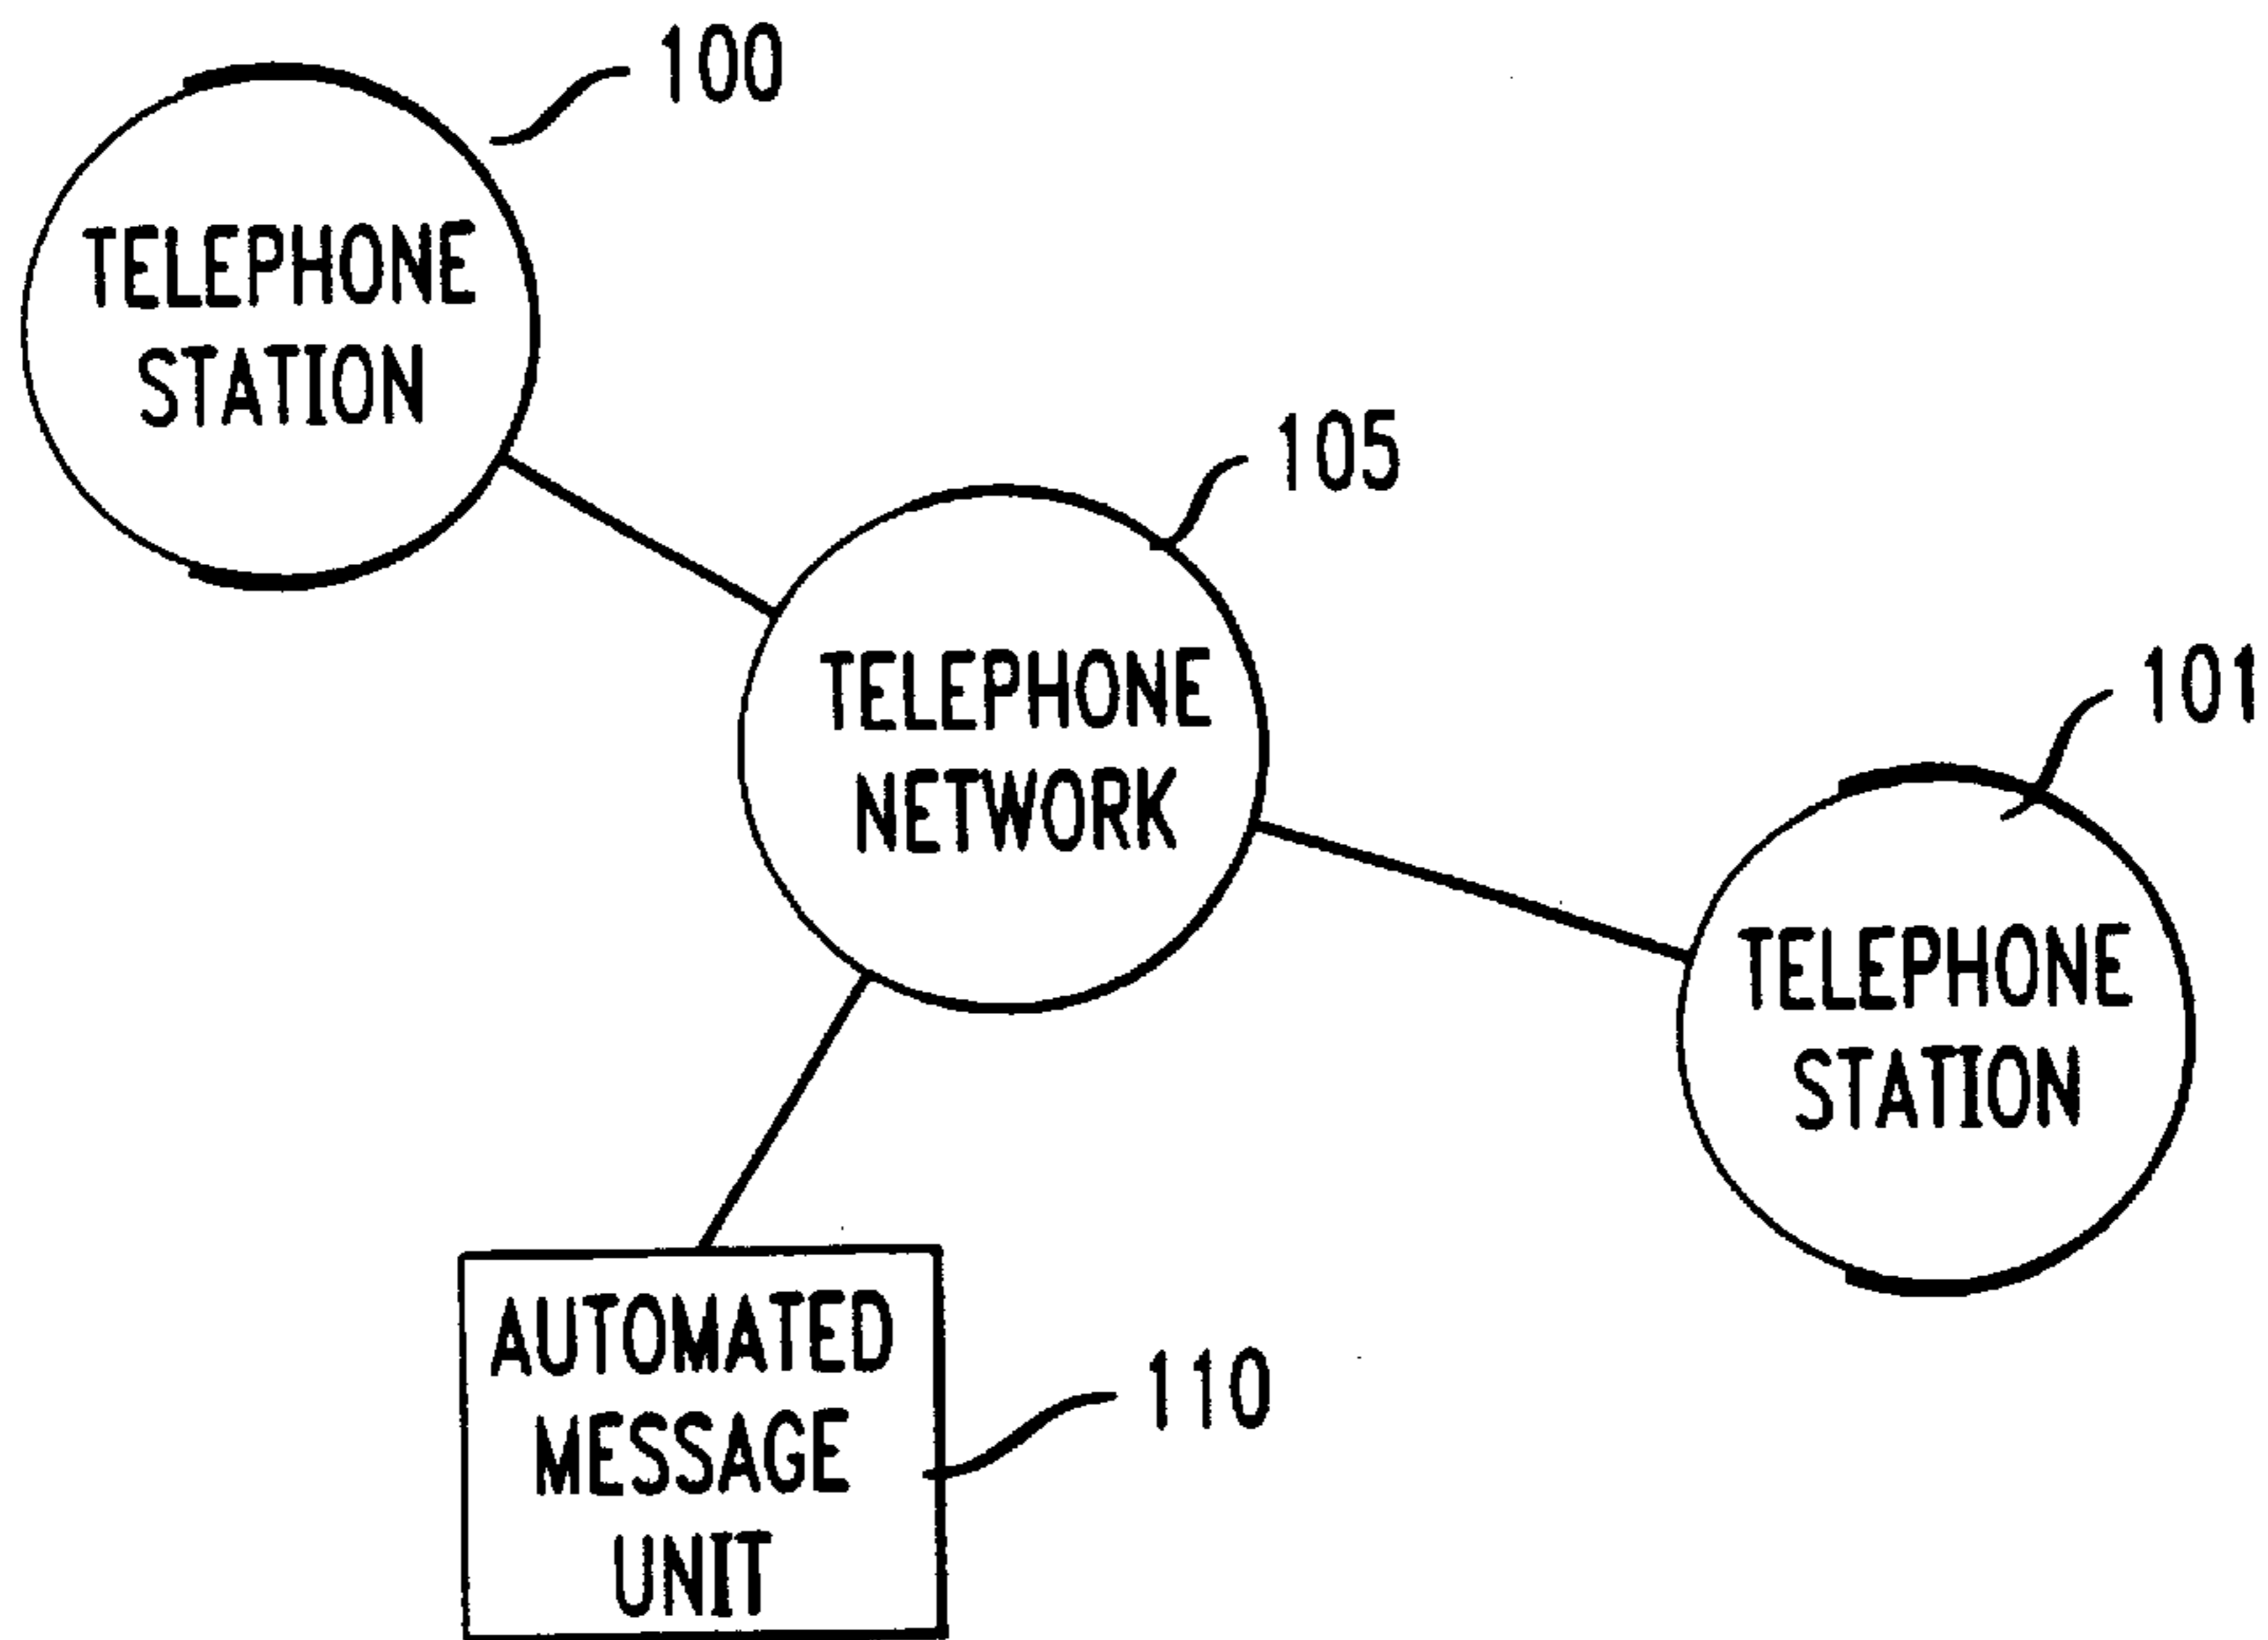 100
TELEPHONE
STATION
105
TELEPHONE
NETWORK
101
TELEPHONE
STATION
AUTOMATED
MESSAGE
UNIT
110